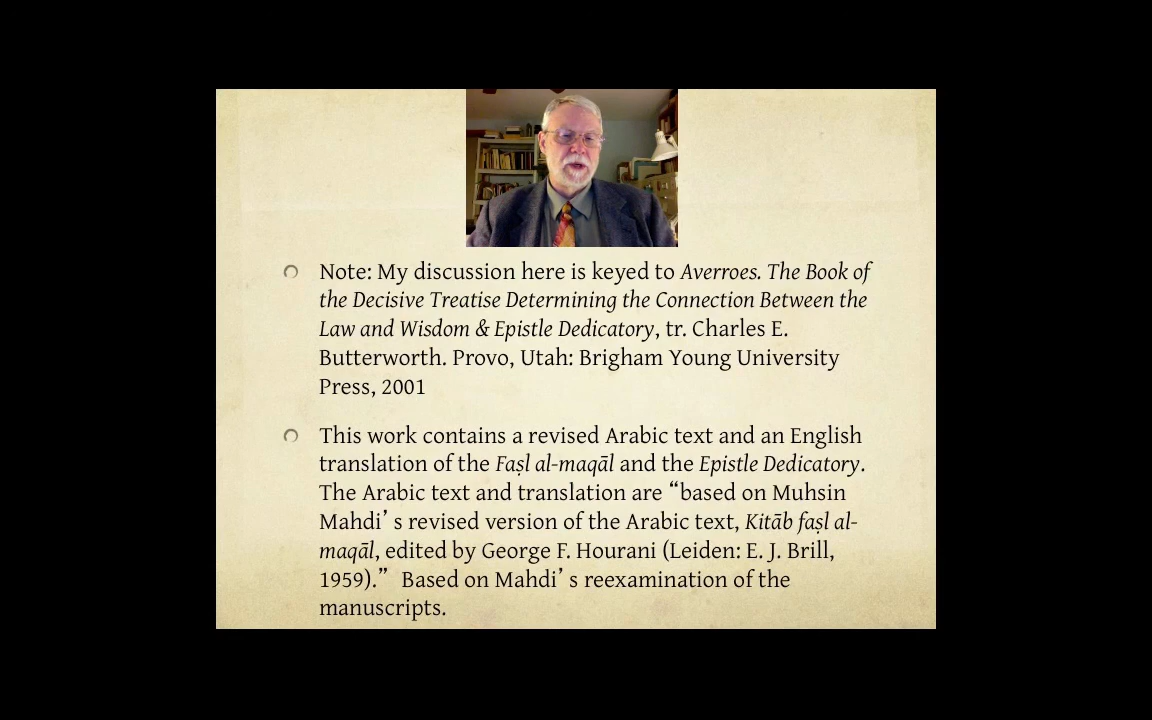 Note: My discussion here is keyed to Averroes. The Book of
the Decisive Treatise Determining the Connection Between the
Law and Wisdom & Epistle Dedicatory, tr. Charles E.
Butterworth. Provo, Utah: Brigham Young University
Press, 2001
This work contains a revised Arabic text and an English
translation of the Faṣl al-maqāl and the Epistle Dedicatory.
The Arabic text and translation are “based on Muhsin
Mahdi’ s revised version of the Arabic text, Kitāb faṣl al-
maqāl, edited by George F. Hourani (Leiden: E. J. Brill,
1959).”  Based on Mahdi’ s reexamination of the
manuscripts.